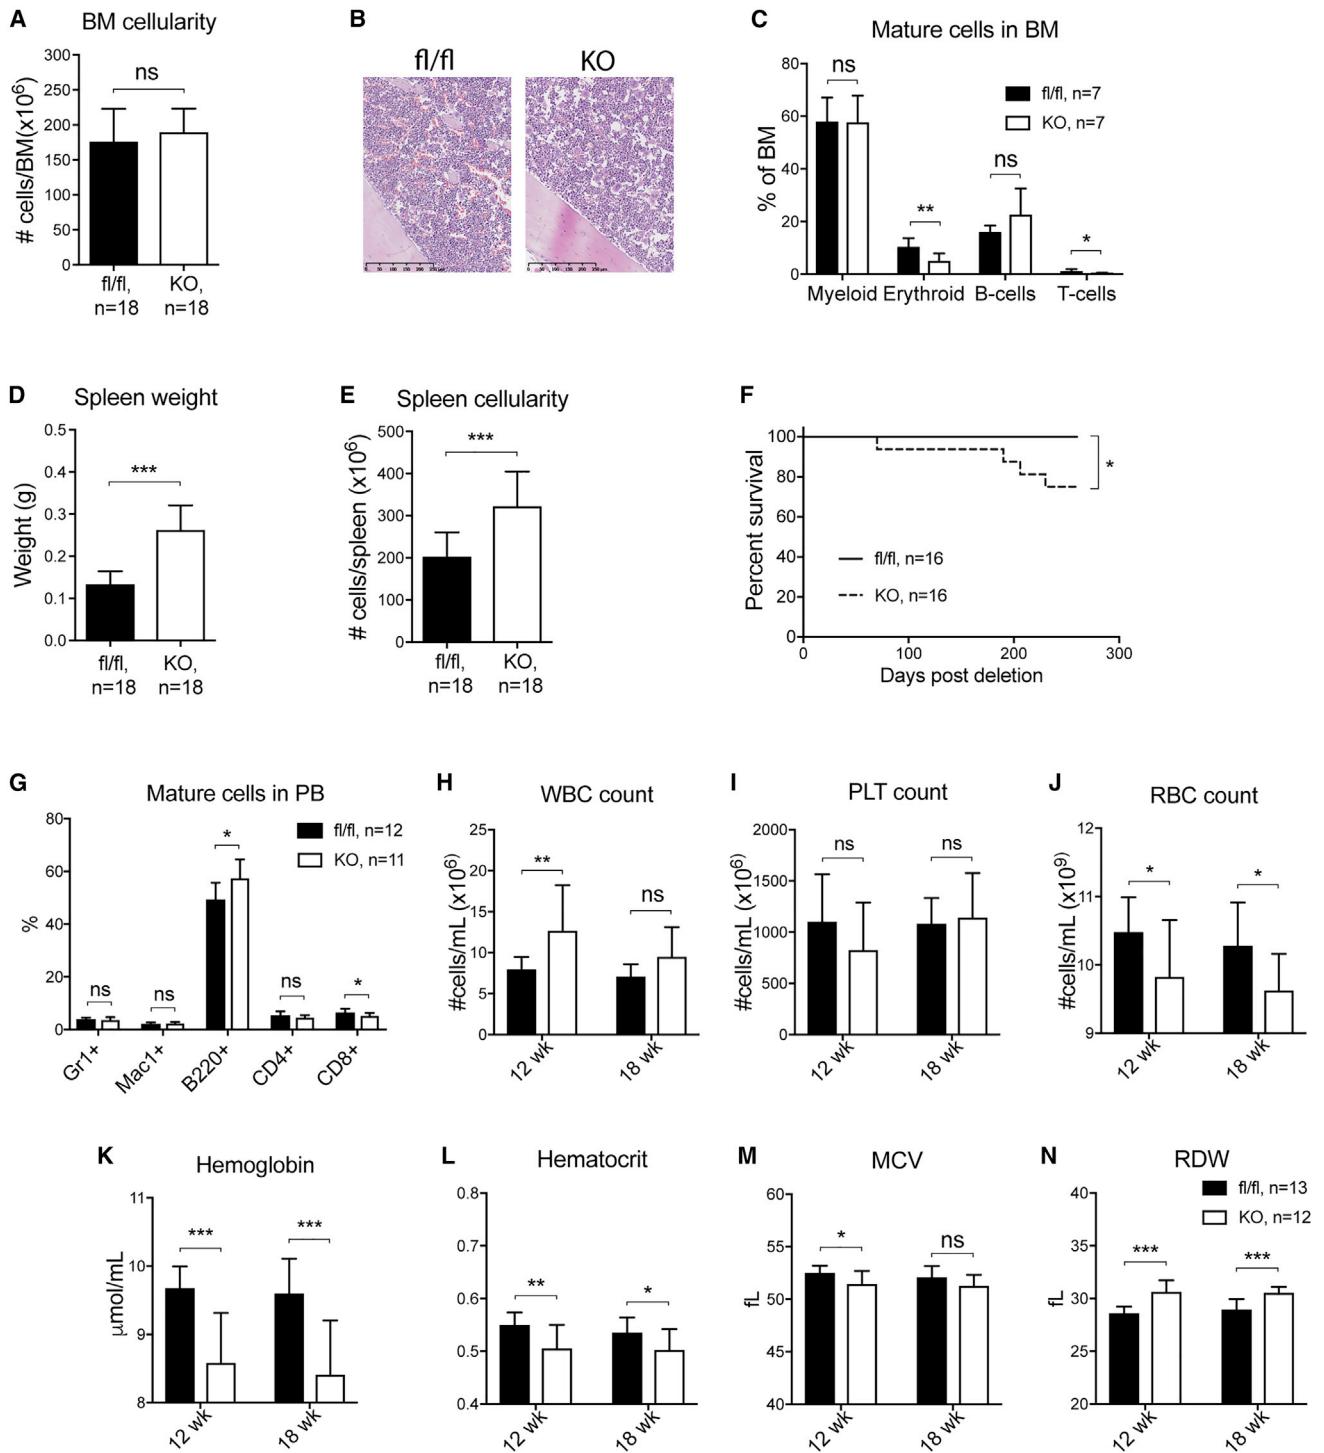 A
BM cellularity
# cells/BM(x10⁶)
300
250
200
150
100
50
0
ns
fl/fl,
n=18
KO,
n=18
B
fl/fl
KO
C
Mature cells in BM
% of BM
80
60
40
20
0
ns
**
ns
*
fl/fl, n=7
KO, n=7
Myeloid Erythroid B-cells T-cells
D
Spleen weight
Weight (g)
0.5
0.4
0.3
0.2
0.1
0.0
***
fl/fl,
n=18
KO,
n=18
E
Spleen cellularity
# cells/spleen (x10⁶)
500
400
300
200
100
0
***
fl/fl,
n=18
KO,
n=18
F
Percent survival
100
80
60
40
20
0
*
fl/fl, n=16
KO, n=16
0 100 200 300
Days post deletion
G
Mature cells in PB
%
80
60
40
20
0
ns
ns
*
ns
*
fl/fl, n=12
KO, n=11
Gr1+
Mac1+
B220+
CD4+
CD8+
H
WBC count
#cells/mL (x10⁶)
25
20
15
10
5
0
**
ns
12 wk
18 wk
I
PLT count
#cells/mL (x10⁶)
2000
1500
1000
500
0
ns
ns
12 wk
18 wk
J
RBC count
#cells/mL (x10⁹)
12
11
10
9
*
*
12 wk
18 wk
K
Hemoglobin
μmol/mL
11
10
9
8
***
***
12 wk
18 wk
L
Hematocrit
0.8
0.7
0.6
0.5
0.4
**
*
12 wk
18 wk
M
MCV
fL
60
55
50
45
40
*
ns
12 wk
18 wk
N
RDW
fL
40
35
30
25
20
***
***
fl/fl, n=13
KO, n=12
12 wk
18 wk